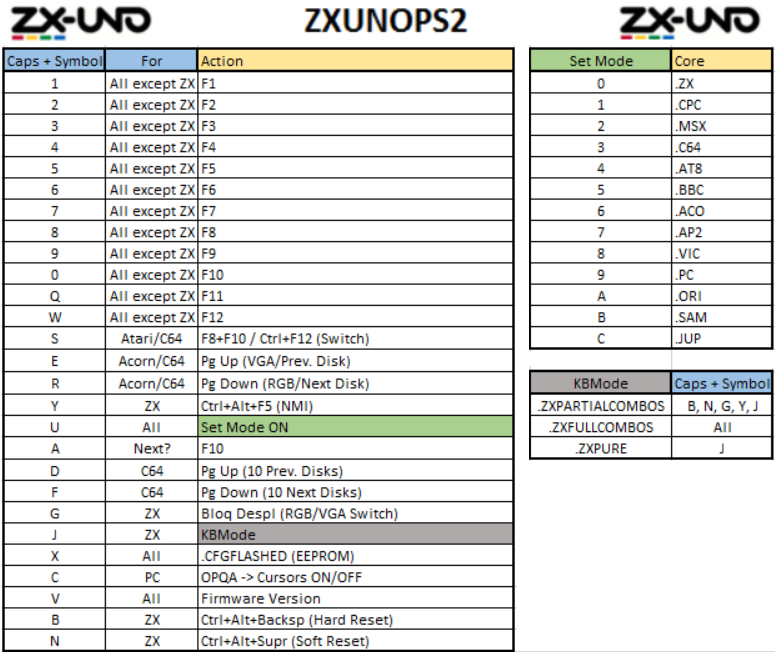 ZX-UNO ZXUNOPS2 ZX-UNO
Caps + Symbol For Action
1 All except ZX F1
2 All except ZX F2
3 All except ZX F3
4 All except ZX F4
5 All except ZX F5
6 All except ZX F6
7 All except ZX F7
8 All except ZX F8
9 All except ZX F9
0 All except ZX F10
Q All except ZX F11
W All except ZX F12
S Atari/C64 F8+F10 / Ctrl+F12 (Switch)
E Acorn/C64 Pg Up (VGA/Prev. Disk)
R Acorn/C64 Pg Down (RGB/Next Disk)
Y ZX Ctrl+Alt+F5 (NMI)
U All Set Mode ON
A Next? F10
D C64 Pg Up (10 Prev. Disks)
F C64 Pg Down (10 Next Disks)
G ZX Bloq Despl (RGB/VGA Switch)
J ZX KBMode
X All .CFGFLASHED (EEPROM)
C PC OPQA -> Cursors ON/OFF
V All Firmware Version
B ZX Ctrl+Alt+Backsp (Hard Reset)
N ZX Ctrl+Alt+Supr (Soft Reset)
Set Mode Core
0 .ZX
1 .CPC
2 .MSX
3 .C64
4 .AT8
5 .BBC
6 .ACO
7 .AP2
8 .VIC
9 .PC
A .ORI
B .SAM
C .JUP
KBMode Caps + Symbol
.ZXPARTIALCOMBOS B, N, G, Y, J
.ZXFULLCOMBOS All
.ZXPURE J